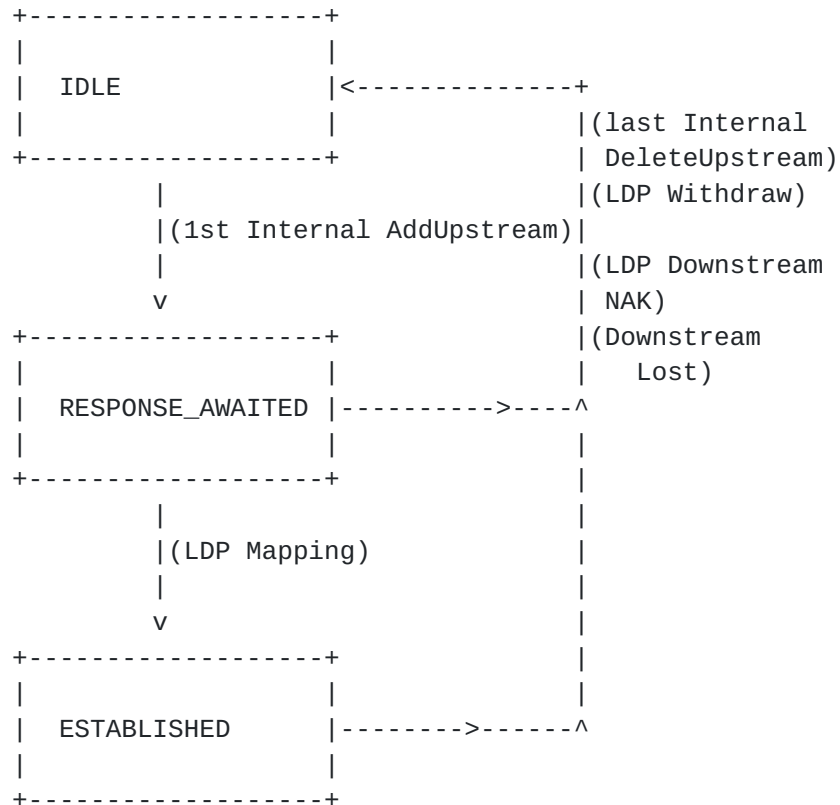 IDLE
(last Internal
DeleteUpstream)
(LDP Withdraw)
(1st Internal AddUpstream)
(LDP Downstream
NAK)
(Downstream
Lost)
RESPONSE_AWAITED
(LDP Mapping)
ESTABLISHED